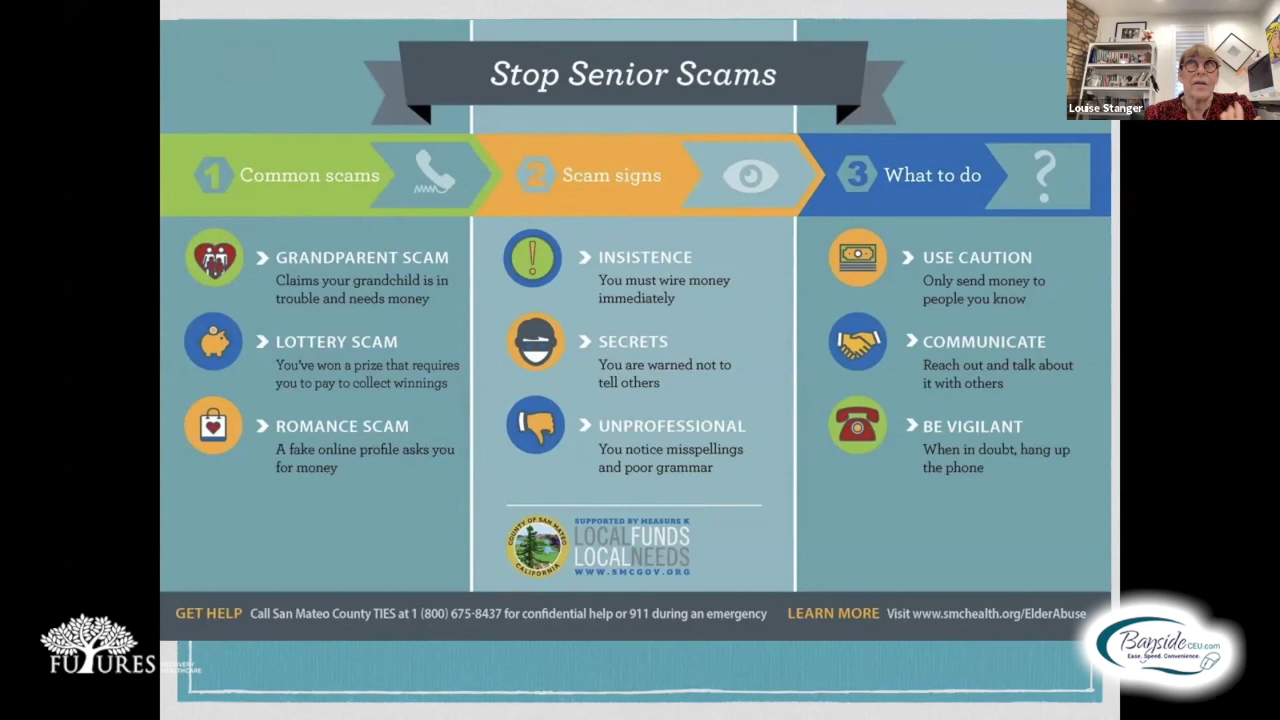 Stop Senior Scams
Louise Stanger
1 Common scams
2 Scam signs
3 What to do
?
GRANDPARENT SCAM
Claims your grandchild is in
trouble and needs money
LOTTERY SCAM
You've won a prize that requires
you to pay to collect winnings
ROMANCE SCAM
A fake online profile asks you
for money
!
INSISTENCE
You must wire money
immediately
SECRETS
You are warned not to
tell others
UNPROFESSIONAL
You notice misspellings
and poor grammar
USE CAUTION
Only send money to
people you know
COMMUNICATE
Reach out and talk about
it with others
BE VIGILANT
When in doubt, hang up
the phone
COUNTY OF SAN MATEO
CALIFORNIA
SUPPORTED BY MEASURE K
LOCALFUNDS
LOCALNEEDS
WWW.SMCGOV.ORG
GET HELP Call San Mateo County TIES at 1 (800) 675-8437 for confidential help or 911 during an emergency
LEARN MORE Visit www.smchealth.org/ElderAbuse
FUTURES
RECOVERY
HEALTHCARE
BaysideCEU.com
Ease. Speed. Convenience.